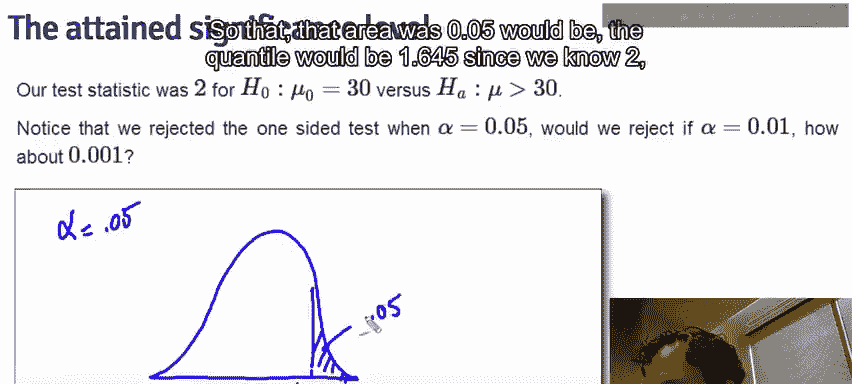 The attained significance level
So that, that area was 0.05 would be, the
quantile would be 1.645 since we know 2,
Our test statistic was 2 for H₀ : μ₀ = 30 versus Hₐ : μ > 30.
Notice that we rejected the one sided test when α = 0.05, would we reject if α = 0.01, how
about 0.001?
α = .05
.05